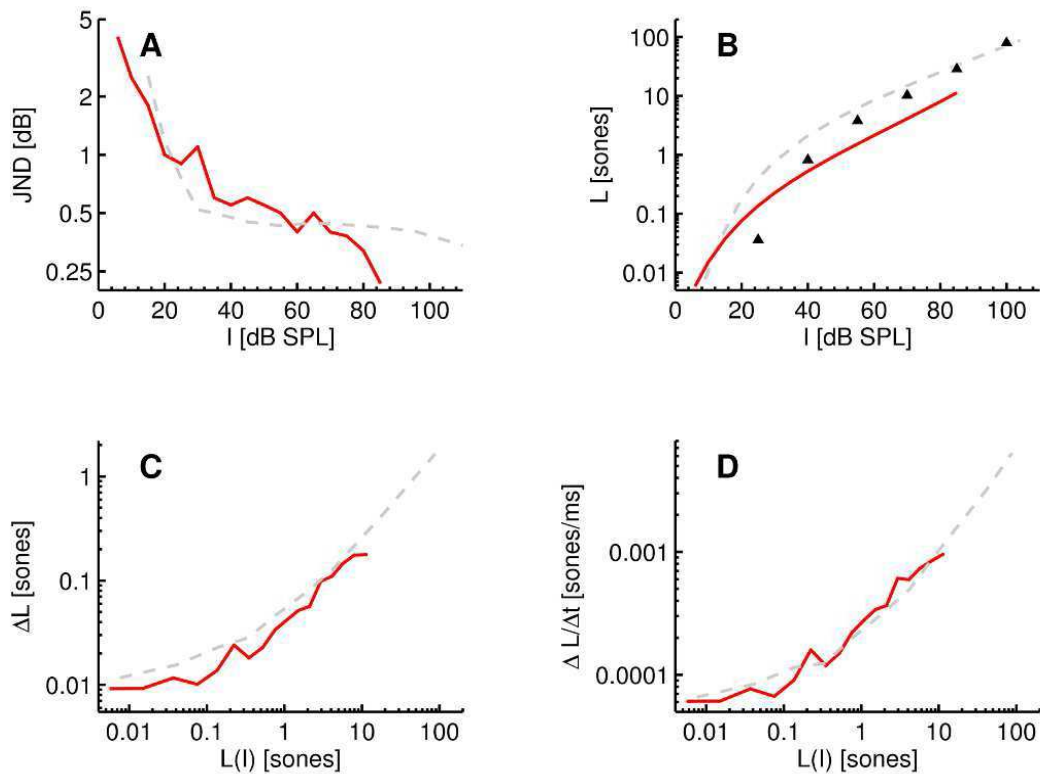 A
JND [dB]
5
2
1
0.5
0.25
0 20 40 60 80 100
I [dB SPL]
B
L [sones]
100
10
1
0.1
0.01
0 20 40 60 80 100
I [dB SPL]
C
ΔL [sones]
1
0.1
0.01
0.01 0.1 1 10 100
L(I) [sones]
D
Δ L/Δt [sones/ms]
0.001
0.0001
0.01 0.1 1 10 100
L(I) [sones]